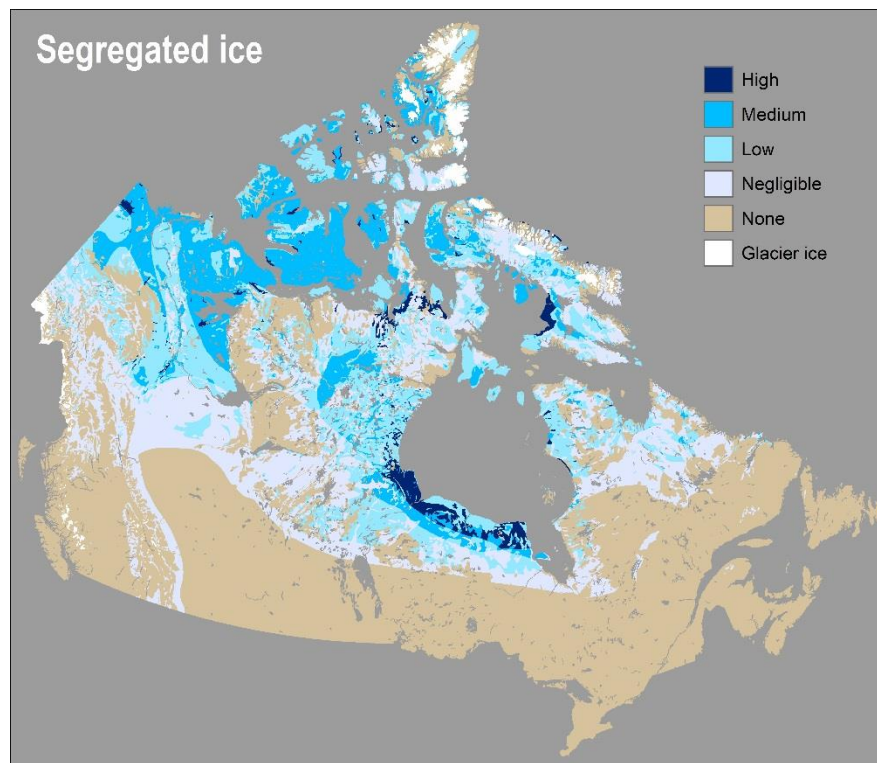 Segregated ice
High
Medium
Low
Negligible
None
Glacier ice